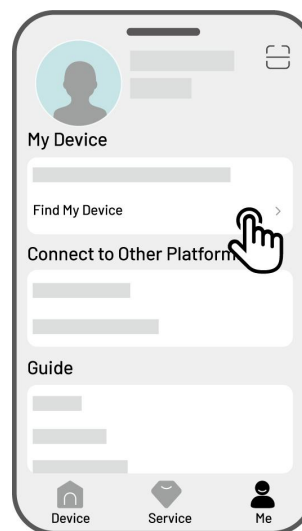 My Device
Find My Device
Connect to Other Platform
Guide
Device
Service
Me